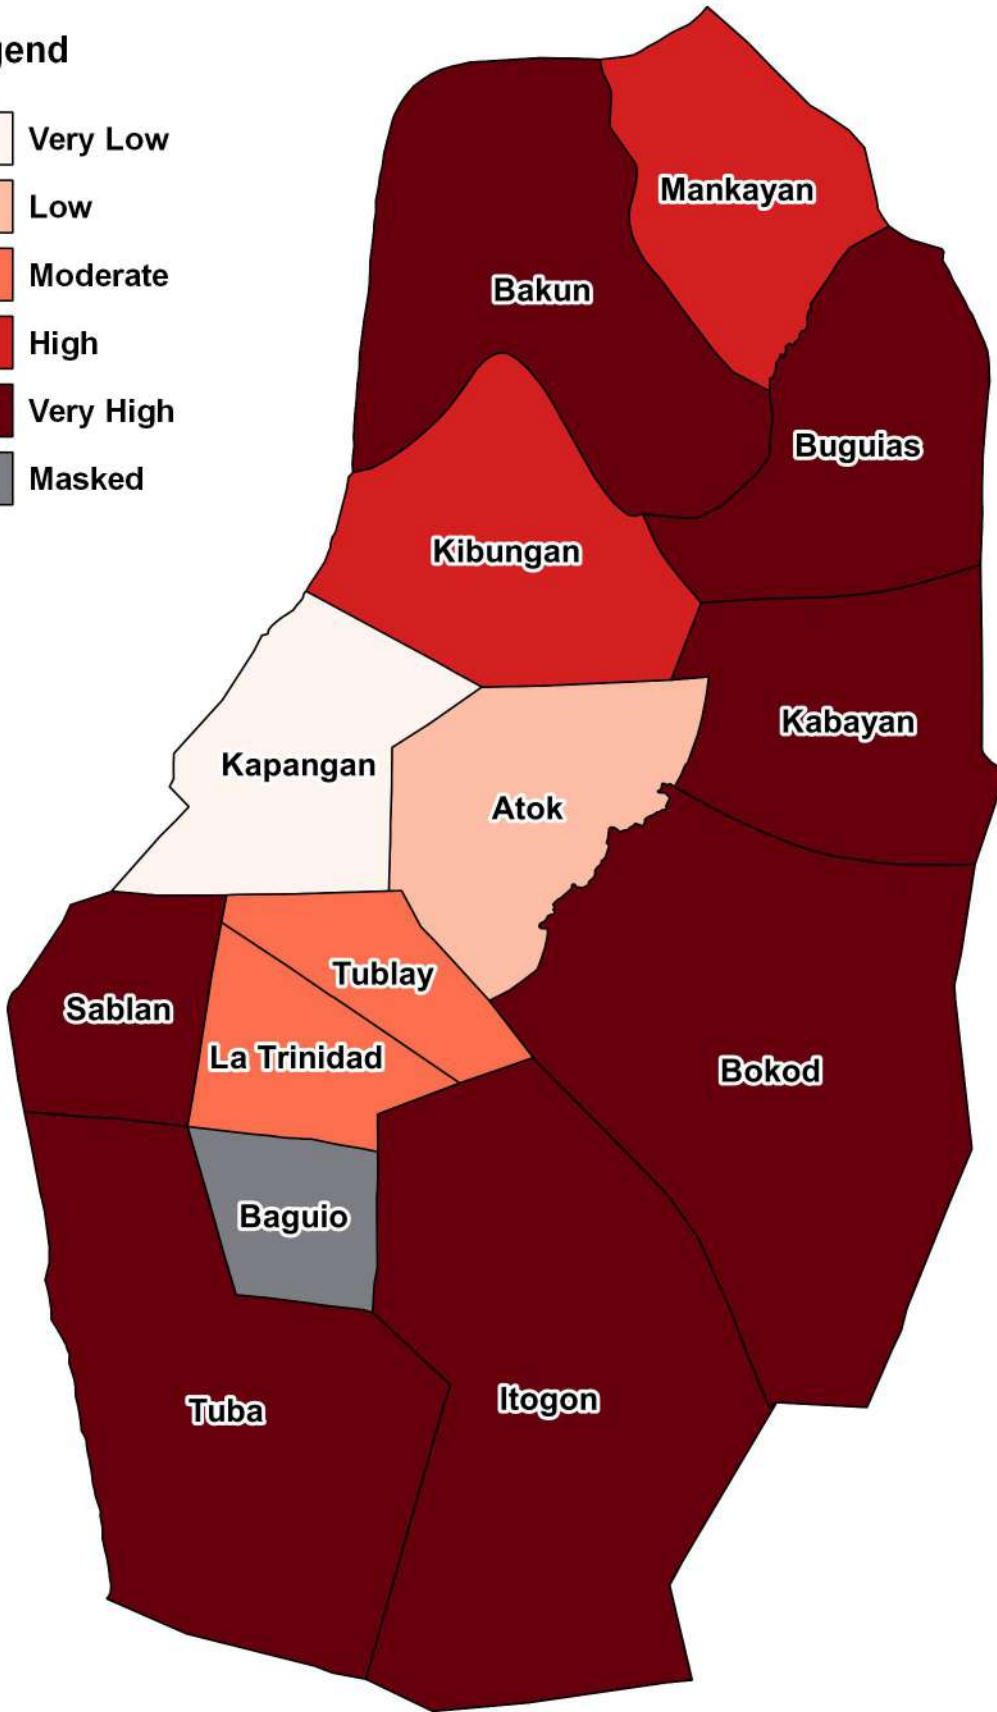 gend
Very Low
Low
Moderate
High
Very High
Masked
Mankayan
Bakun
Buguias
Kibungan
Kabayan
Kapangan
Atok
Tublay
Sablan
La Trinidad
Bokod
Baguio
Itogon
Tuba